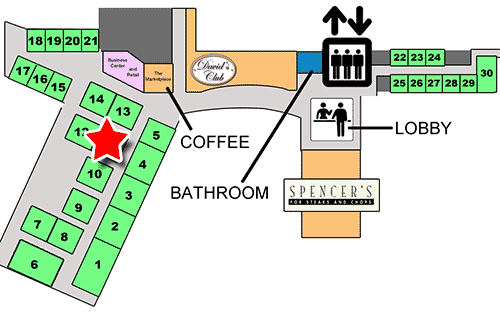 18 19 20 21
Business
Center
and
Retail
The
Marketplace
David's
Club
22 23 24
25 26 27 28 29
30
17 16 15
14 13
5
4
10
3
9
2
7 8
1
6
COFFEE
BATHROOM
LOBBY
SPENCER'S
FOR STEAKS AND CHOPS